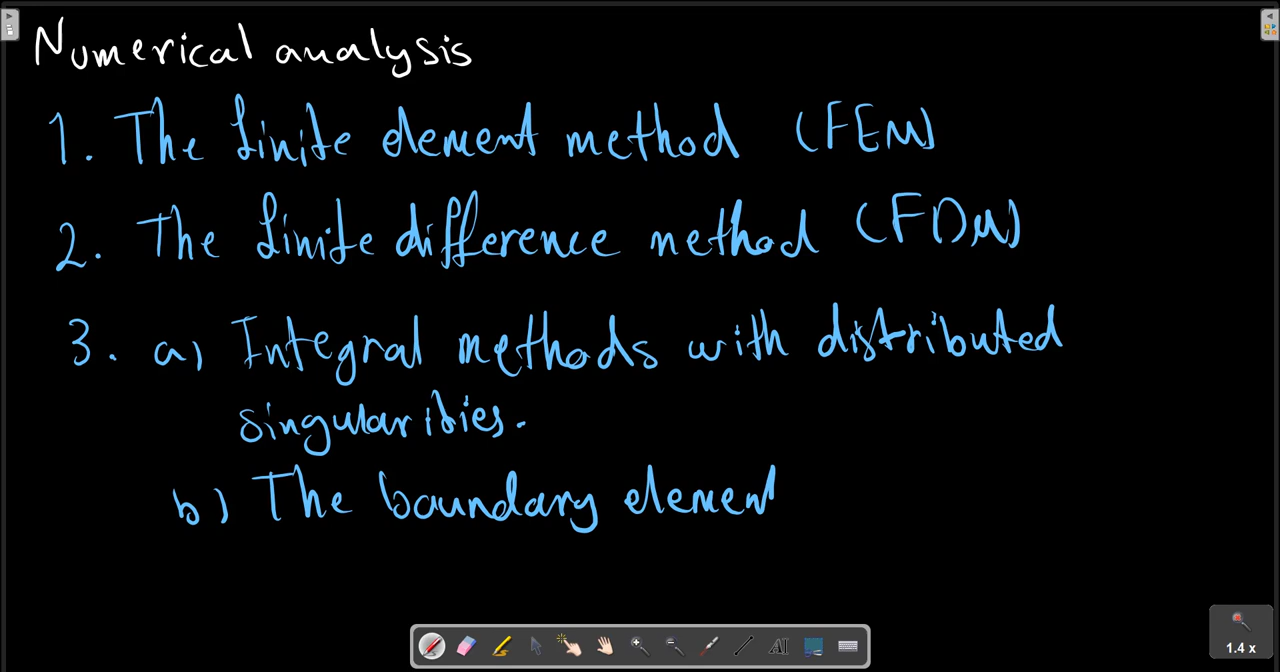 Numerical analysis
1. The finite element method (FEM)
2. The finite difference method (FDM)
3. a) Integral methods with distributed
singularities.
b) The boundary element
AI
1.4 x